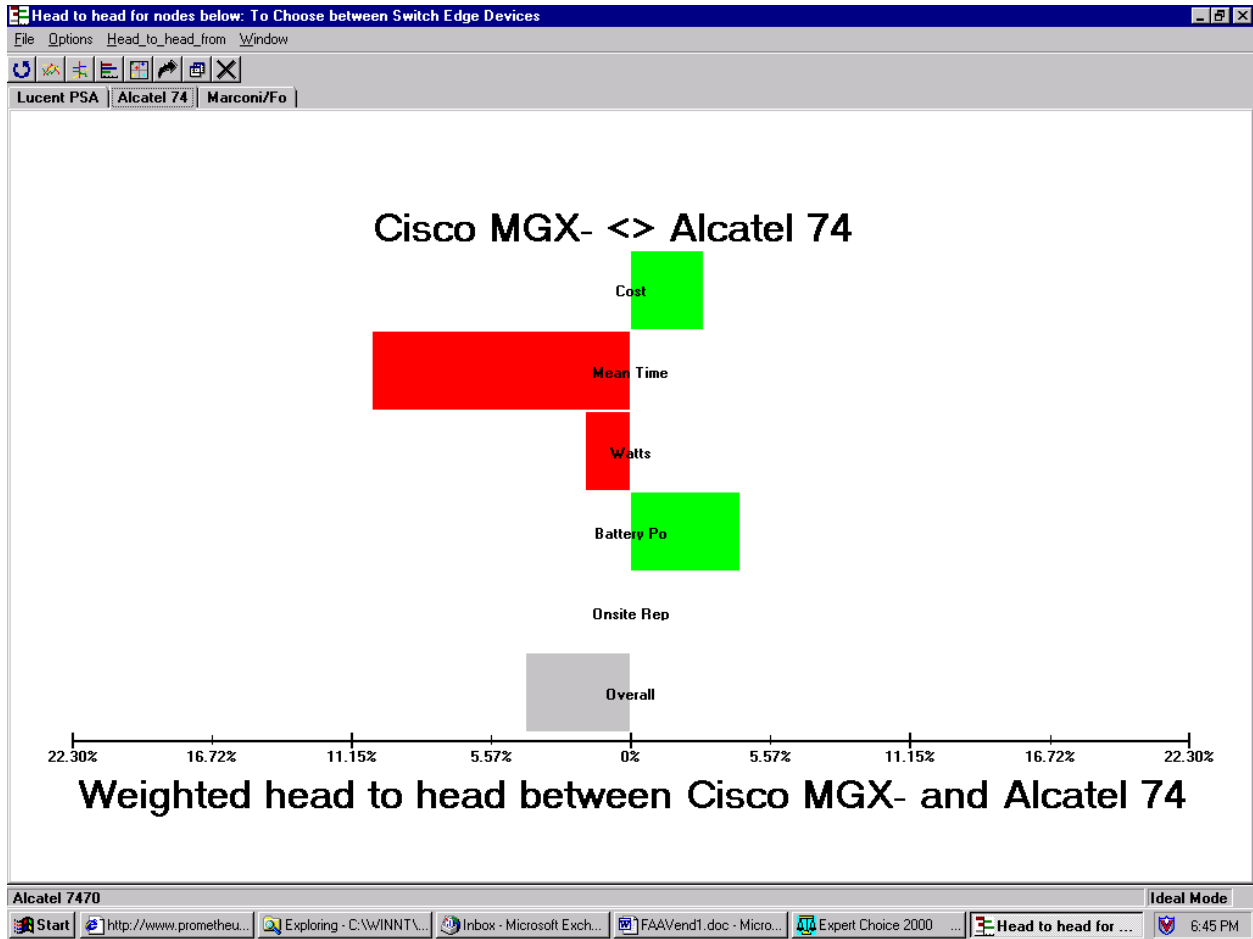 Head to head for nodes below: To Choose between Switch Edge Devices
File Options Head_to_head_from Window
Lucent PSA Alcatel 74 Marconi/Fo
Cisco MGX- <> Alcatel 74
Cost
Mean Time
Watts
Battery Po
Onsite Rep
Overall
22.30% 16.72% 11.15% 5.57% 0% 5.57% 11.15% 16.72% 22.30%
Weighted head to head between Cisco MGX- and Alcatel 74
Alcatel 7470 Ideal Mode
Start http://www.prometheu... Exploring - C:\WINNT\... Inbox - Microsoft Exch... FAAVend1.doc - Micro... Expert Choice 2000 ... Head to head for ... 6:45 PM